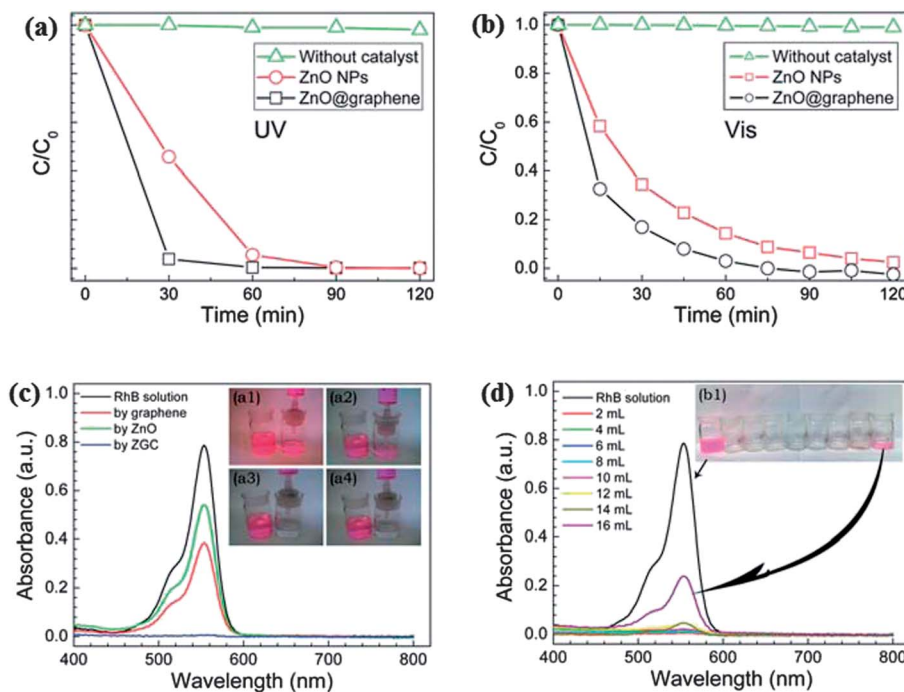 (a)
Without catalyst
ZnO NPs
ZnO@graphene
UV
C/C0
0 30 60 90 120
Time (min)
(b)
Without catalyst
ZnO NPs
ZnO@graphene
Vis
C/C0
1.0
0.8
0.6
0.4
0.2
0.0
0 30 60 90 120
Time (min)
(c)
RhB solution
by graphene
by ZnO
by ZGC
(a1) (a2)
(a3) (a4)
Absorbance (a.u.)
1.0
0.8
0.6
0.4
0.2
0.0
400 500 600 700 800
Wavelength (nm)
(d)
RhB solution
2 mL
4 mL
6 mL
8 mL
10 mL
12 mL
14 mL
16 mL
(b1)
Absorbance (a.u.)
1.0
0.8
0.6
0.4
0.2
0.0
400 500 600 700 800
Wavelength (nm)